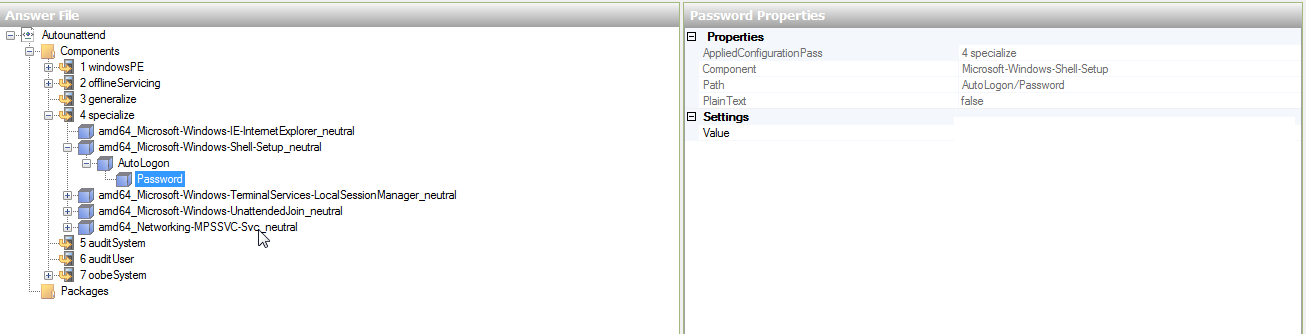 Answer File
Autounattend
Components
1 windowsPE
2 offlineServicing
3 generalize
4 specialize
amd64_Microsoft-Windows-IE-InternetExplorer_neutral
amd64_Microsoft-Windows-Shell-Setup_neutral
AutoLogon
Password
amd64_Microsoft-Windows-TerminalServices-LocalSessionManager_neutral
amd64_Microsoft-Windows-UnattendedJoin_neutral
amd64_Networking-MPSSVC-Svc_neutral
5 auditSystem
6 auditUser
7 oobeSystem
Packages
Password Properties
Properties
AppliedConfigurationPass 4 specialize
Component Microsoft-Windows-Shell-Setup
Path AutoLogon/Password
PlainText false
Settings
Value